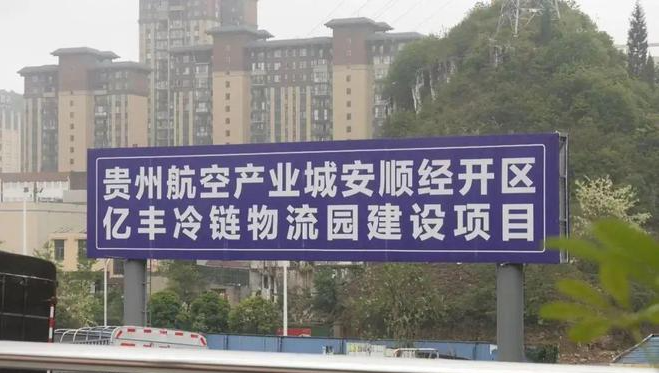 贵州航空产业城安顺经开区
亿丰冷链物流园建设项目